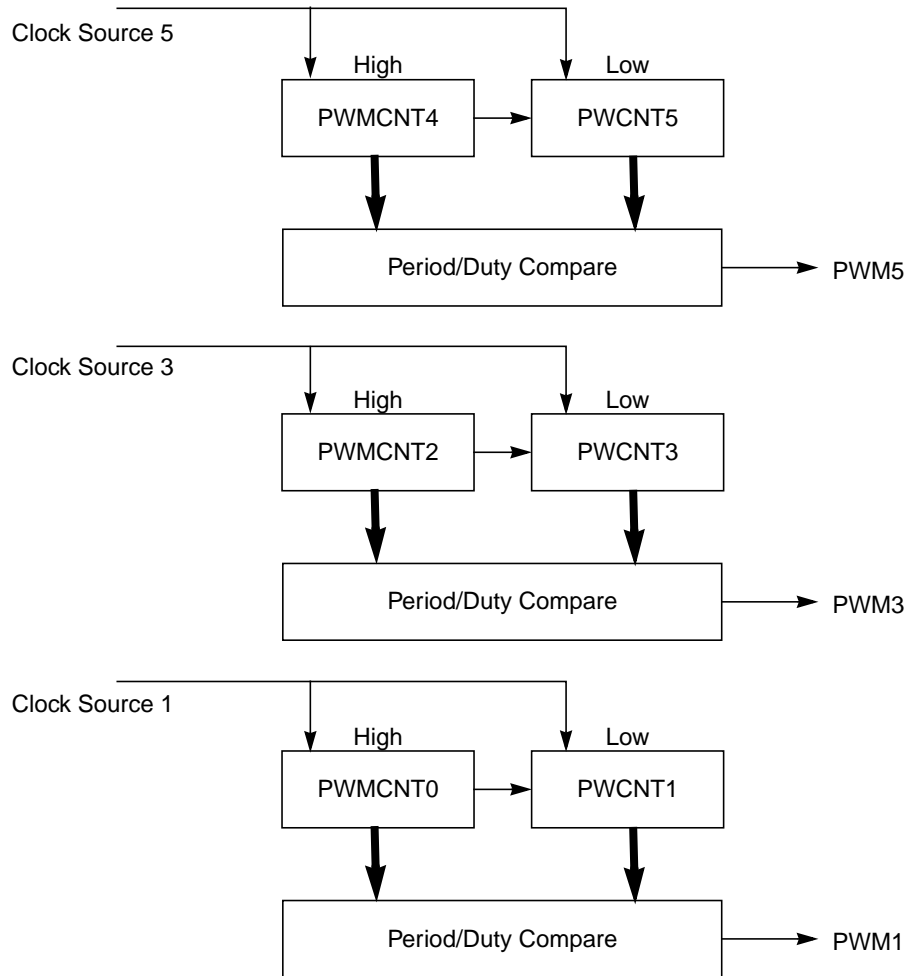 Clock Source 5
High Low
PWMCNT4 PWCNT5
Period/Duty Compare PWM5
Clock Source 3
High Low
PWMCNT2 PWCNT3
Period/Duty Compare PWM3
Clock Source 1
High Low
PWMCNT0 PWCNT1
Period/Duty Compare PWM1